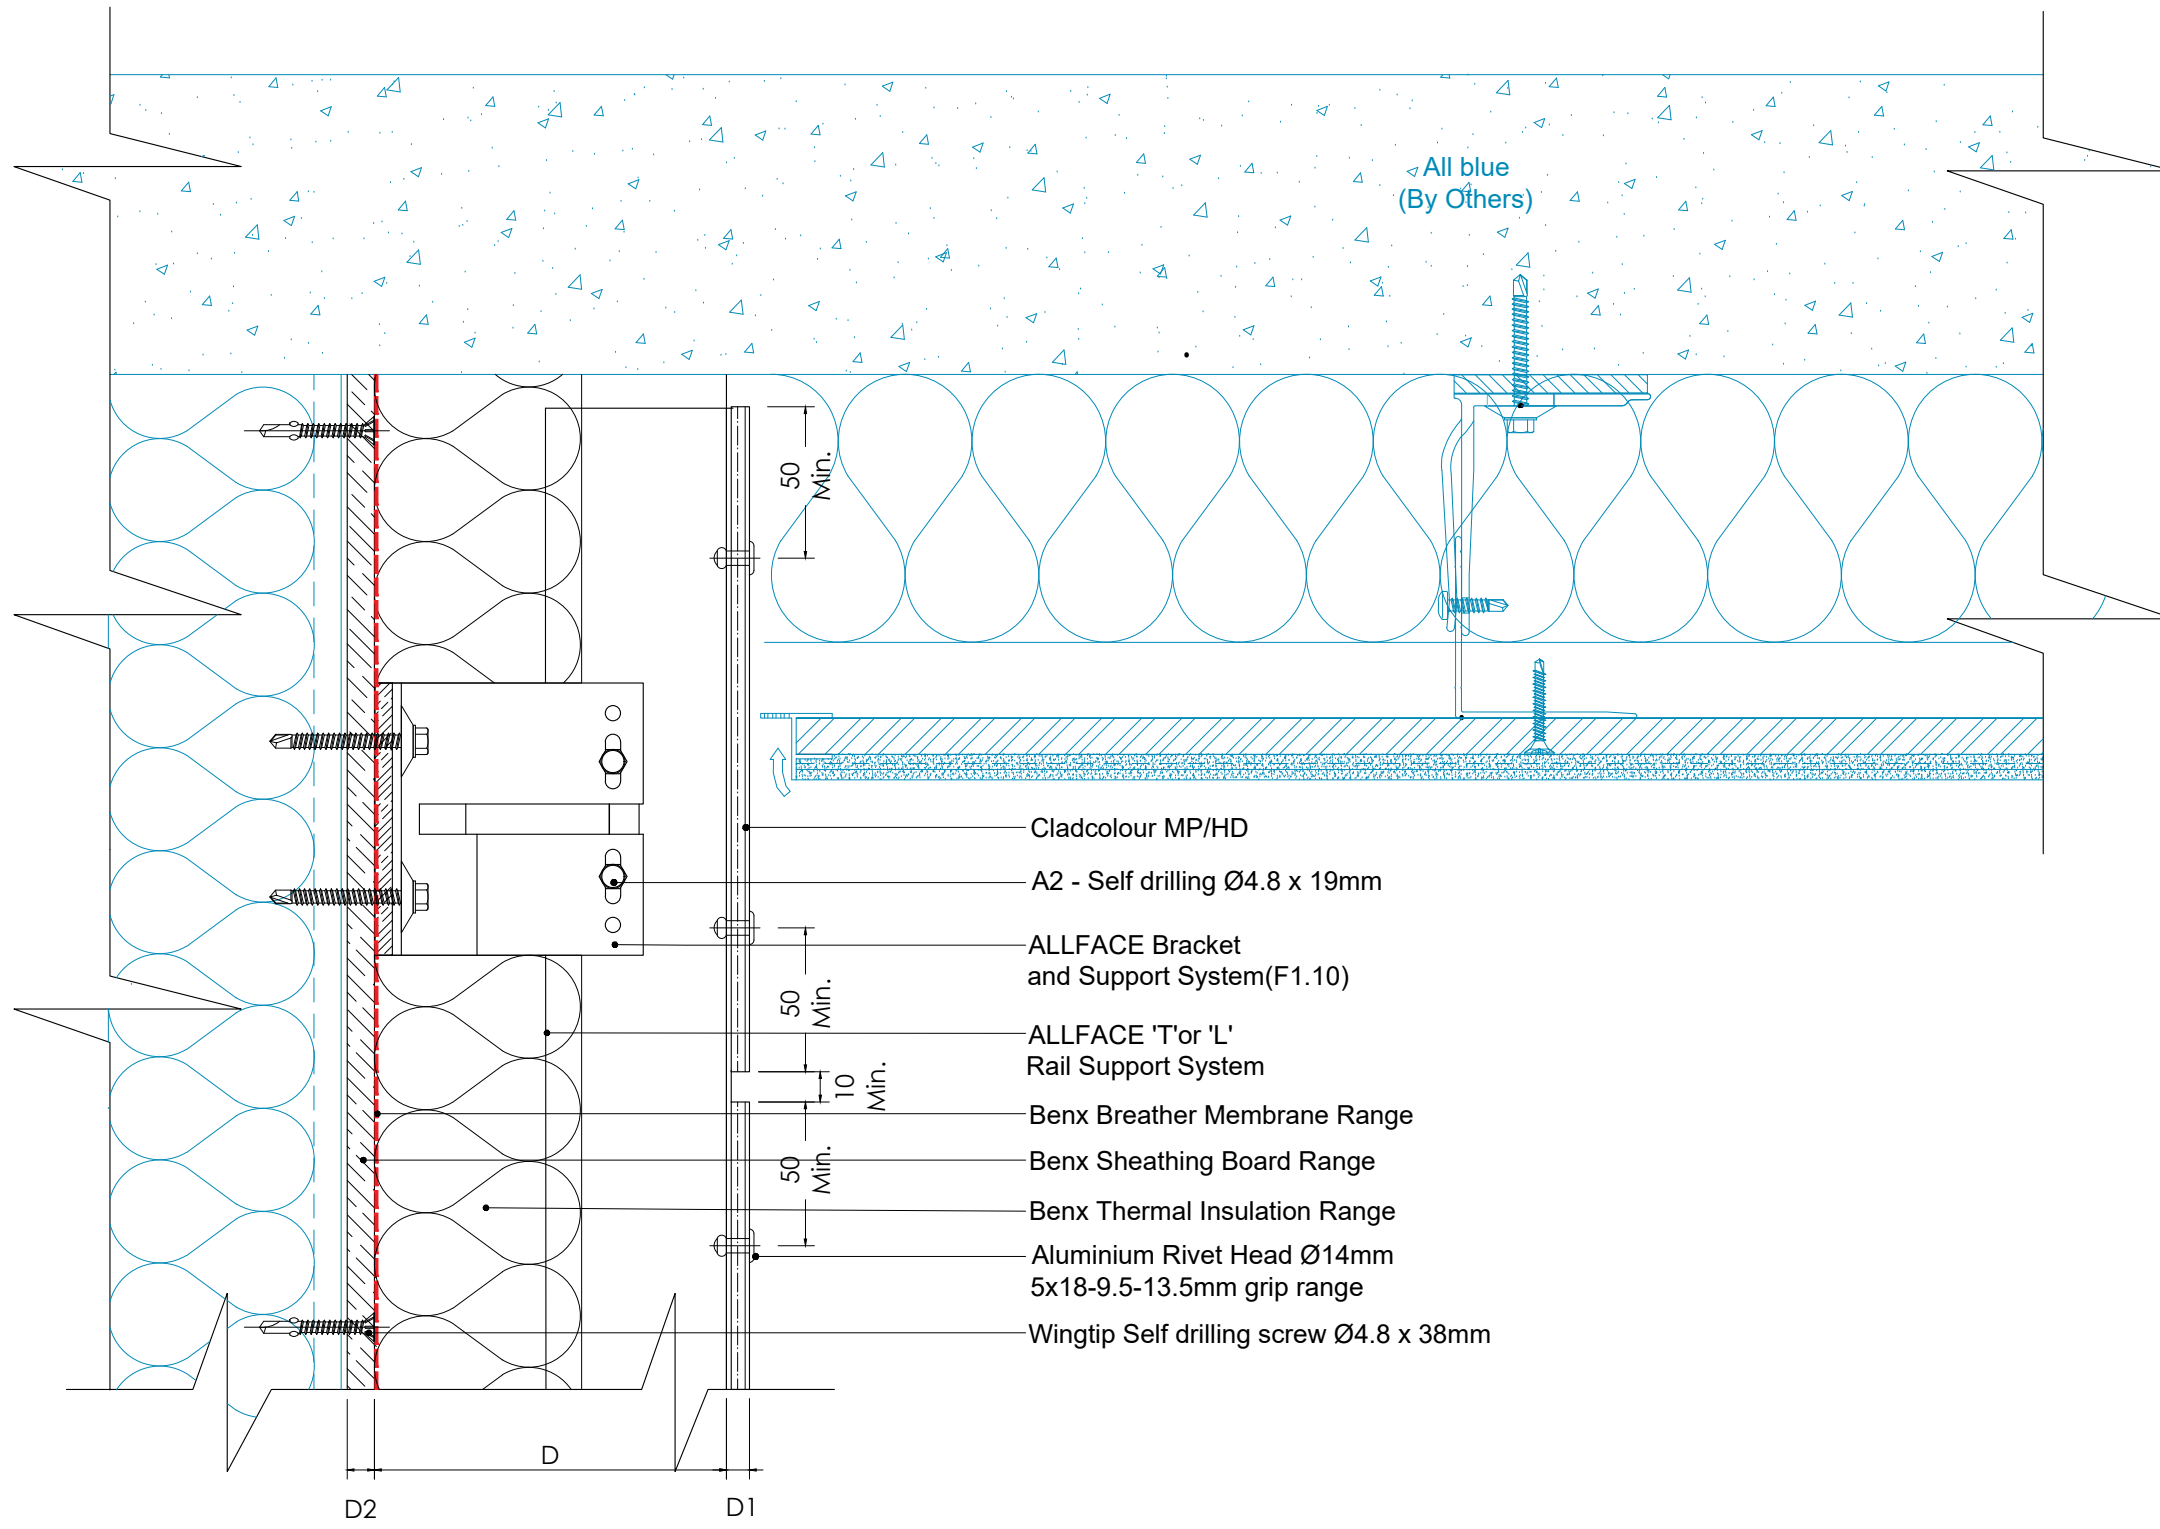 All blue
(By Others)
50
Min.
Cladcolour MP/HD
A2 - Self drilling Ø4.8 x 19mm
ALLFACE Bracket
and Support System(F1.10)
50
Min.
ALLFACE 'T'or 'L'
Rail Support System
10
Min.
Benx Breather Membrane Range
50
Min.
Benx Sheathing Board Range
Benx Thermal Insulation Range
Aluminium Rivet Head Ø14mm
5x18-9.5-13.5mm grip range
Wingtip Self drilling screw Ø4.8 x 38mm
D
D2
D1